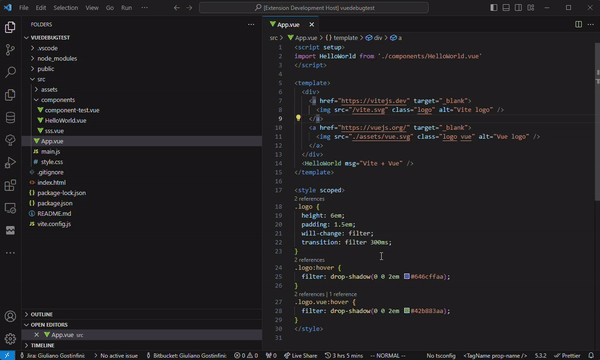 File Edit Selection View Go Run ···
[Extension Development Host] vuedebugtest
FOLDERS
VUEDEBUGTEST
.vscode
node_modules
public
src
assets
components
component-test.vue
HelloWorld.vue
sss.vue
App.vue
main.js
style.css
.gitignore
index.html
package-lock.json
package.json
README.md
vite.config.js
OUTLINE
OPEN EDITORS
App.vue src
App.vue
src > App.vue > {} template > div > a
1 <script setup>
2 import HelloWorld from './components/HelloWorld.vue'
3 </script>
4
5 <template>
6 <div>
7 <a href="https://vitejs.dev" target="_blank">
8 <img src="/vite.svg" class="logo" alt="Vite logo" />
9 </a>
10 <a href="https://vuejs.org/" target="_blank">
11 <img src="./assets/vue.svg" class="logo vue" alt="Vue logo" />
12 </a>
13 </div>
14 <HelloWorld msg="Vite + Vue" />
15 </template>
16
17 <style scoped>
2 references
18 .logo {
19 height: 6em;
20 padding: 1.5em;
21 will-change: filter;
22 transition: filter 300ms;
23 }
2 references
24 .logo:hover {
25 filter: drop-shadow(0 0 2em #646cffaa);
26 }
2 references | 1 reference
27 .logo.vue:hover {
28 filter: drop-shadow(0 0 2em #42b883aa);
29 }
30 </style>
31
Jira: Giuliano Gostinfini: No active issue Bitbucket: Giuliano Gostinfini: 0 0 0 Live Share 3 hrs 5 mins -- NORMAL -- No tsconfig <TagName prop-name /> 5.3.2 Prettier